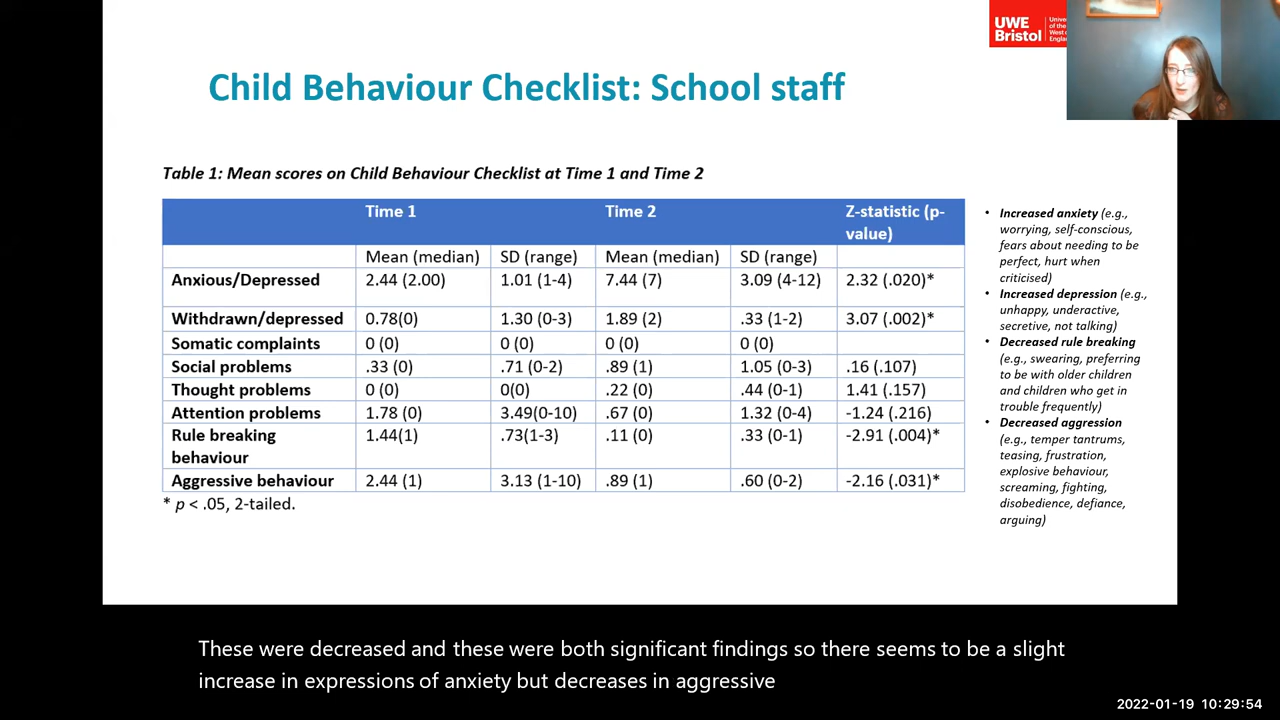 UWE
Bristol
Univer
of the
West o
Englan
Child Behaviour Checklist: School staff
Table 1: Mean scores on Child Behaviour Checklist at Time 1 and Time 2
Time 1 Time 2 Z-statistic (p-
value)
Mean (median) SD (range) Mean (median) SD (range)
Anxious/Depressed 2.44 (2.00) 1.01 (1-4) 7.44 (7) 3.09 (4-12) 2.32 (.020)*
Withdrawn/depressed 0.78(0) 1.30 (0-3) 1.89 (2) .33 (1-2) 3.07 (.002)*
Somatic complaints 0 (0) 0 (0) 0 (0) 0 (0)
Social problems .33 (0) .71 (0-2) .89 (1) 1.05 (0-3) .16 (.107)
Thought problems 0 (0) 0(0) .22 (0) .44 (0-1) 1.41 (.157)
Attention problems 1.78 (0) 3.49(0-10) .67 (0) 1.32 (0-4) -1.24 (.216)
Rule breaking 1.44(1) .73(1-3) .11 (0) .33 (0-1) -2.91 (.004)*
behaviour
Aggressive behaviour 2.44 (1) 3.13 (1-10) .89 (1) .60 (0-2) -2.16 (.031)*
* p < .05, 2-tailed.
• Increased anxiety (e.g.,
worrying, self-conscious,
fears about needing to be
perfect, hurt when
criticised)
• Increased depression (e.g.,
unhappy, underactive,
secretive, not talking)
• Decreased rule breaking
(e.g., swearing, preferring
to be with older children
and children who get in
trouble frequently)
• Decreased aggression
(e.g., temper tantrums,
teasing, frustration,
explosive behaviour,
screaming, fighting,
disobedience, defiance,
arguing)
These were decreased and these were both significant findings so there seems to be a slight
increase in expressions of anxiety but decreases in aggressive
2022-01-19 10:29:54